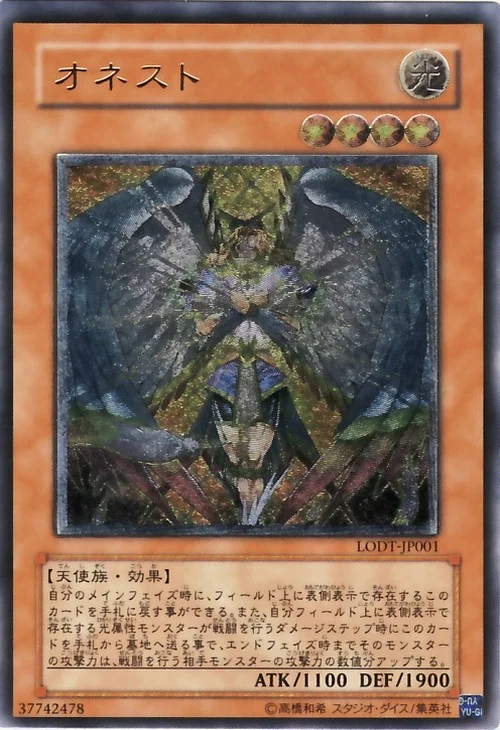 オネスト
光
LODT-JP001
【天使族・効果】
自分のメインフェイズ時に、フィールド上に表側表示で存在するこの
カードを手札に戻す事ができる。また、自分フィールド上に表側表示で
存在する光属性モンスターが戦闘を行うダメージステップ時にこのカー
ドを手札から墓地へ送る事で、エンドフェイズ時までそのモンスター
の攻撃力は、戦闘を行う相手モンスターの攻撃力の数値分アップする。
ATK/1100 DEF/1900
37742478
©高橋和希 スタジオ・ダイス/集英社